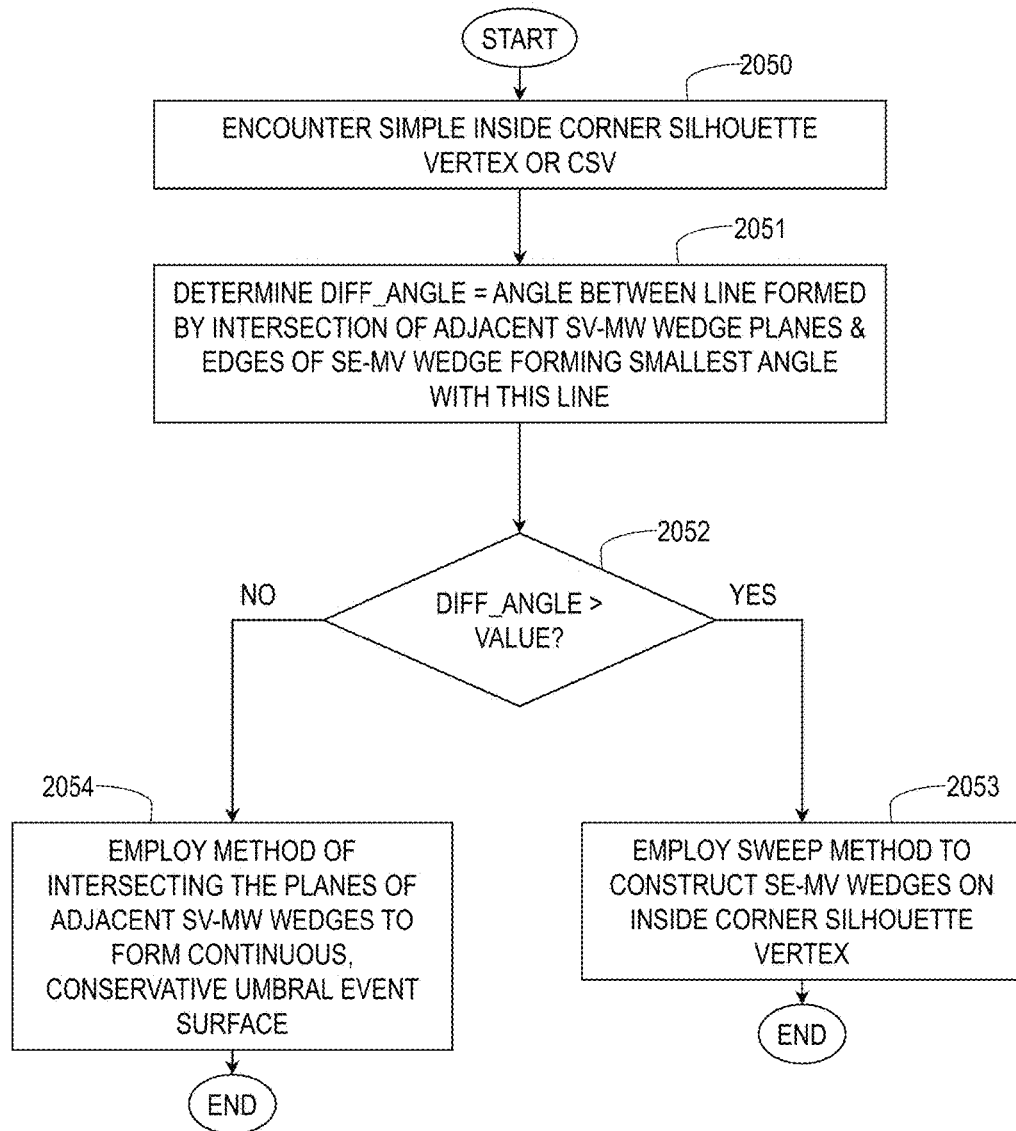 START
2050
ENCOUNTER SIMPLE INSIDE CORNER SILHOUETTE
VERTEX OR CSV
2051
DETERMINE DIFF_ANGLE = ANGLE BETWEEN LINE FORMED
BY INTERSECTION OF ADJACENT SV-MW WEDGE PLANES &
EDGES OF SE-MV WEDGE FORMING SMALLEST ANGLE
WITH THIS LINE
2052
NO
DIFF_ANGLE >
VALUE?
YES
2054
EMPLOY METHOD OF
INTERSECTING THE PLANES OF
ADJACENT SV-MW WEDGES TO
FORM CONTINUOUS,
CONSERVATIVE UMBRAL EVENT
SURFACE
END
2053
EMPLOY SWEEP METHOD TO
CONSTRUCT SE-MV WEDGES ON
INSIDE CORNER SILHOUETTE
VERTEX
END